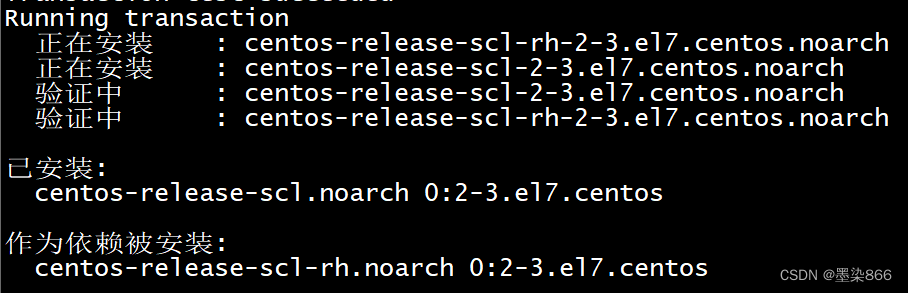 Running transaction
正在安装 : centos-release-scl-rh-2-3.el7.centos.noarch
正在安装 : centos-release-scl-2-3.el7.centos.noarch
验证中 : centos-release-scl-2-3.el7.centos.noarch
验证中 : centos-release-scl-rh-2-3.el7.centos.noarch
已安装:
centos-release-scl.noarch 0:2-3.el7.centos
作为依赖被安装:
centos-release-scl-rh.noarch 0:2-3.el7.centos
CSDN @墨染866